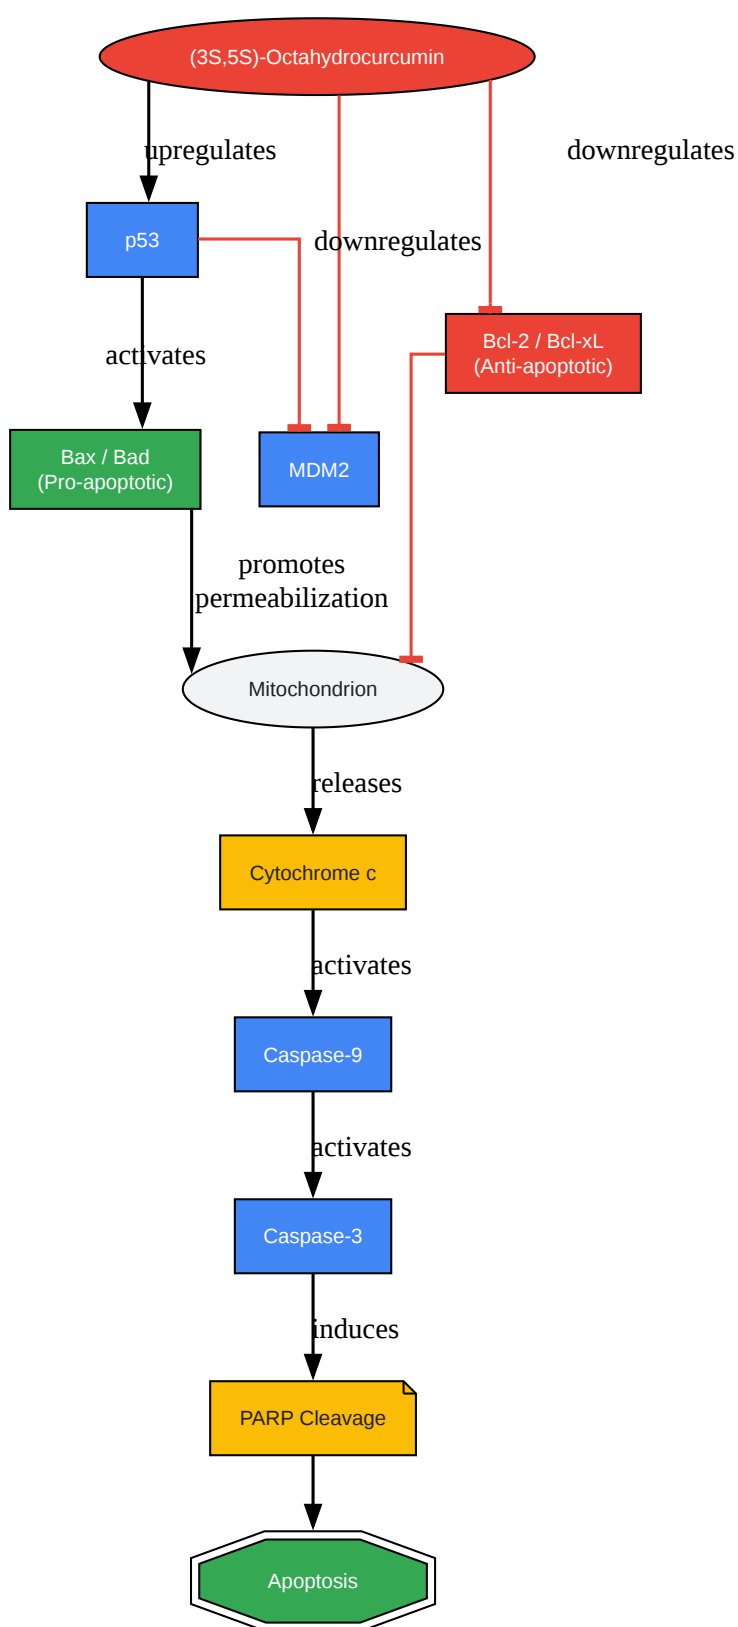 (3S,5S)-Octahydrocurcumin
upregulates
downregulates
p53
downregulates
Bcl-2 / Bcl-xL
(Anti-apoptotic)
activates
Bax / Bad
(Pro-apoptotic)
MDM2
promotes
permeabilization
Mitochondrion
releases
Cytochrome c
activates
Caspase-9
activates
Caspase-3
induces
PARP Cleavage
Apoptosis